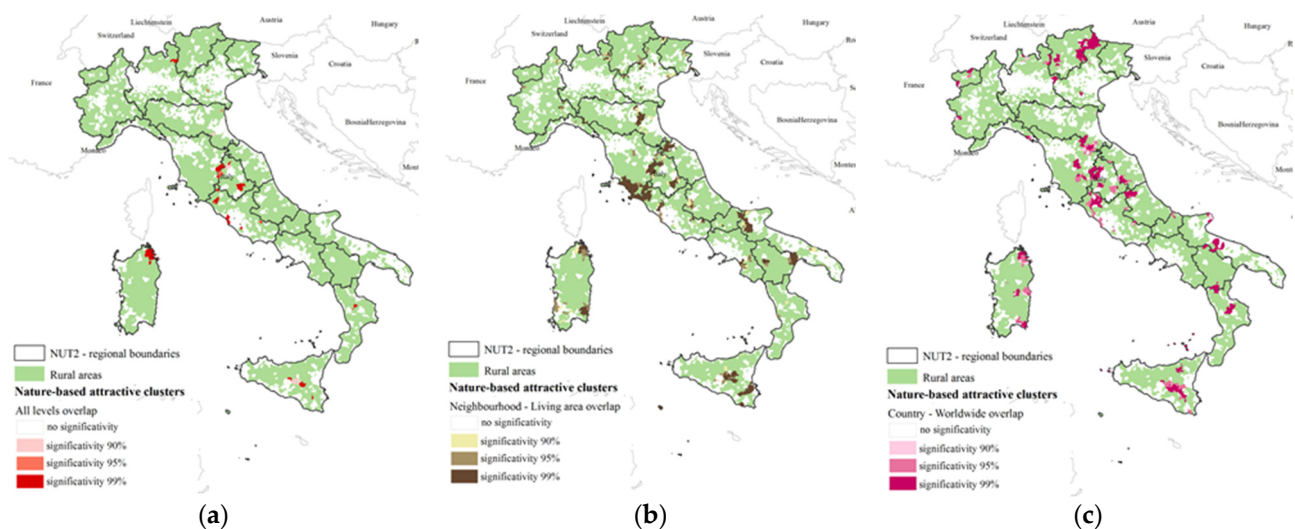 Liechtenstein
Austria
Hungary
Switzerland
Slovenia
Croatia
France
BosniaHerzegovina
Monaco
Italy
NUT2 - regional boundaries
Rural areas
Nature-based attractive clusters
All levels overlap
no significativity
significativity 90%
significativity 95%
significativity 99%
(a)
Liechtenstein
Austria
Hungary
Switzerland
Slovenia
Croatia
France
BosniaHerzegovina
Monaco
Italy
NUT2 - regional boundaries
Rural areas
Nature-based attractive clusters
Neighbourhood - Living area overlap
no significativity
significativity 90%
significativity 95%
significativity 99%
(b)
Liechtenstein
Austria
Hungary
Switzerland
Slovenia
Croatia
France
BosniaHerzegovina
Monaco
NUT2 - regional boundaries
Rural areas
Nature-based attractive clusters
Country - Worldwide overlap
no significativity
significativity 90%
significativity 95%
significativity 99%
(c)